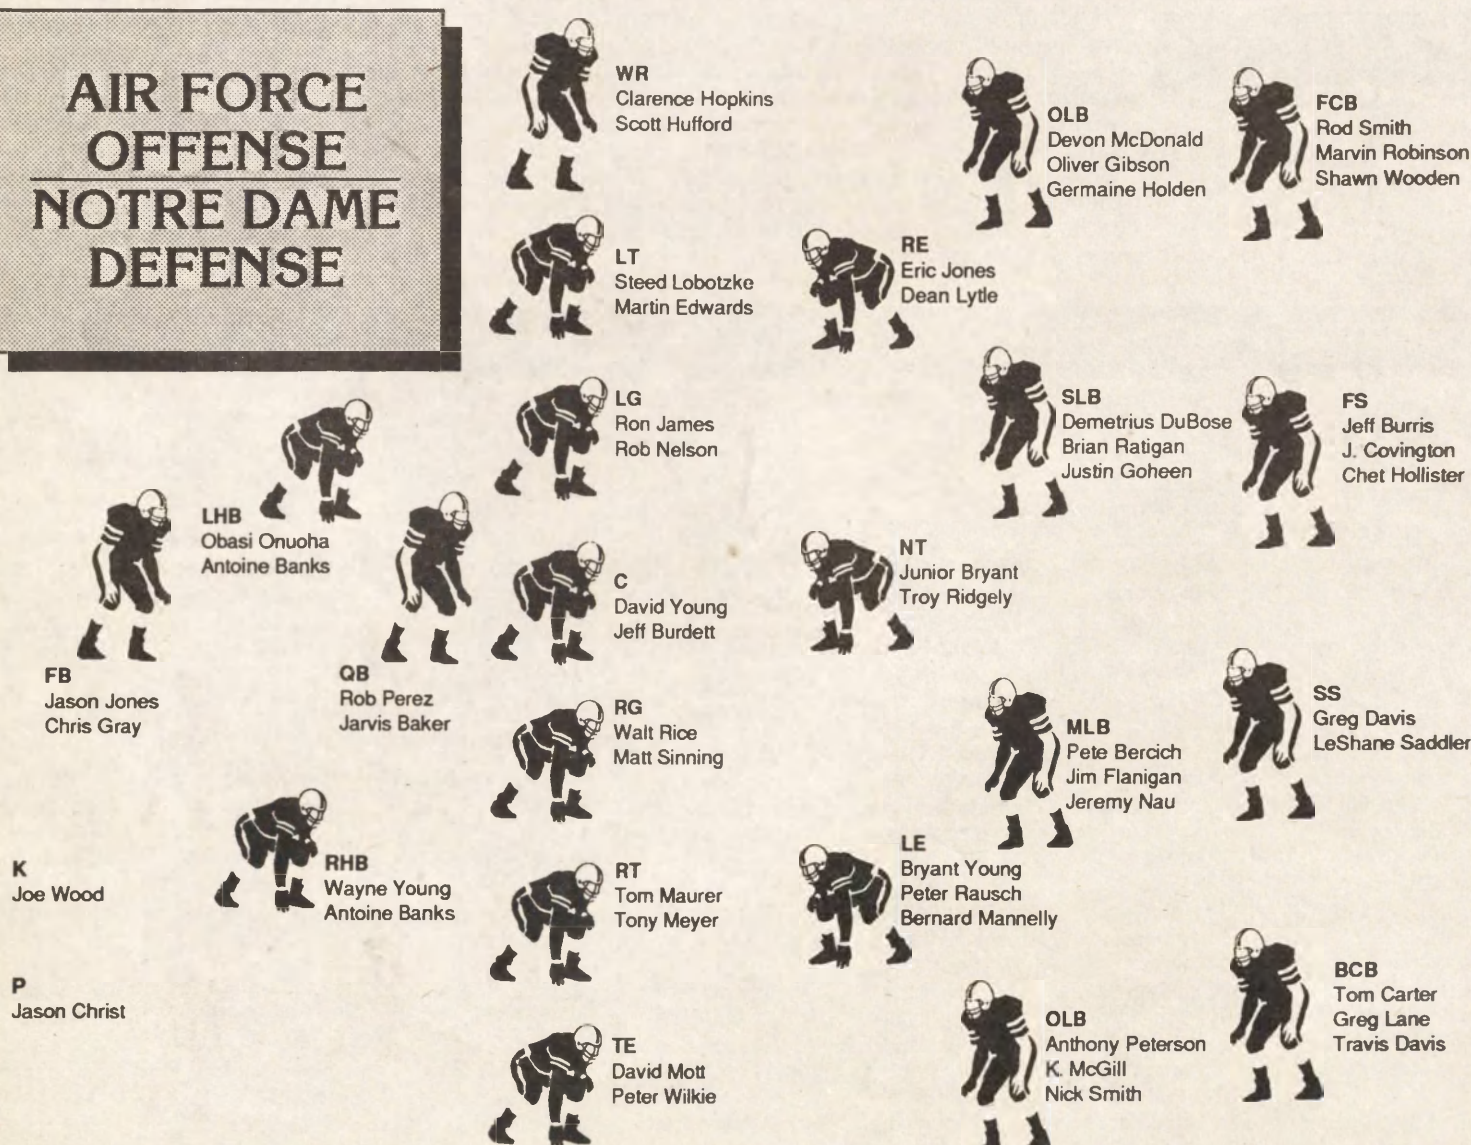 AIR FORCE
OFFENSE
NOTRE DAME
DEFENSE
WR
Clarence Hopkins
Scott Hufford
LT
Steed Lobotzke
Martin Edwards
LG
Ron James
Rob Nelson
LHB
Obasi Onuoha
Antoine Banks
C
David Young
Jeff Burdett
FB
Jason Jones
Chris Gray
QB
Rob Perez
Jarvis Baker
RG
Walt Rice
Matt Sinning
K
Joe Wood
RHB
Wayne Young
Antoine Banks
RT
Tom Maurer
Tony Meyer
P
Jason Christ
TE
David Mott
Peter Wilkie
OLB
Devon McDonald
Oliver Gibson
Germaine Holden
FCB
Rod Smith
Marvin Robinson
Shawn Wooden
RE
Eric Jones
Dean Lytle
SLB
Demetrius DuBose
Brian Ratigan
Justin Goheen
FS
Jeff Burris
J. Covington
Chet Hollister
NT
Junior Bryant
Troy Ridgely
MLB
Pete Bercich
Jim Flanigan
Jeremy Nau
SS
Greg Davis
LeShane Saddler
LE
Bryant Young
Peter Rausch
Bernard Mannelly
OLB
Anthony Peterson
K. McGill
Nick Smith
BCB
Tom Carter
Greg Lane
Travis Davis